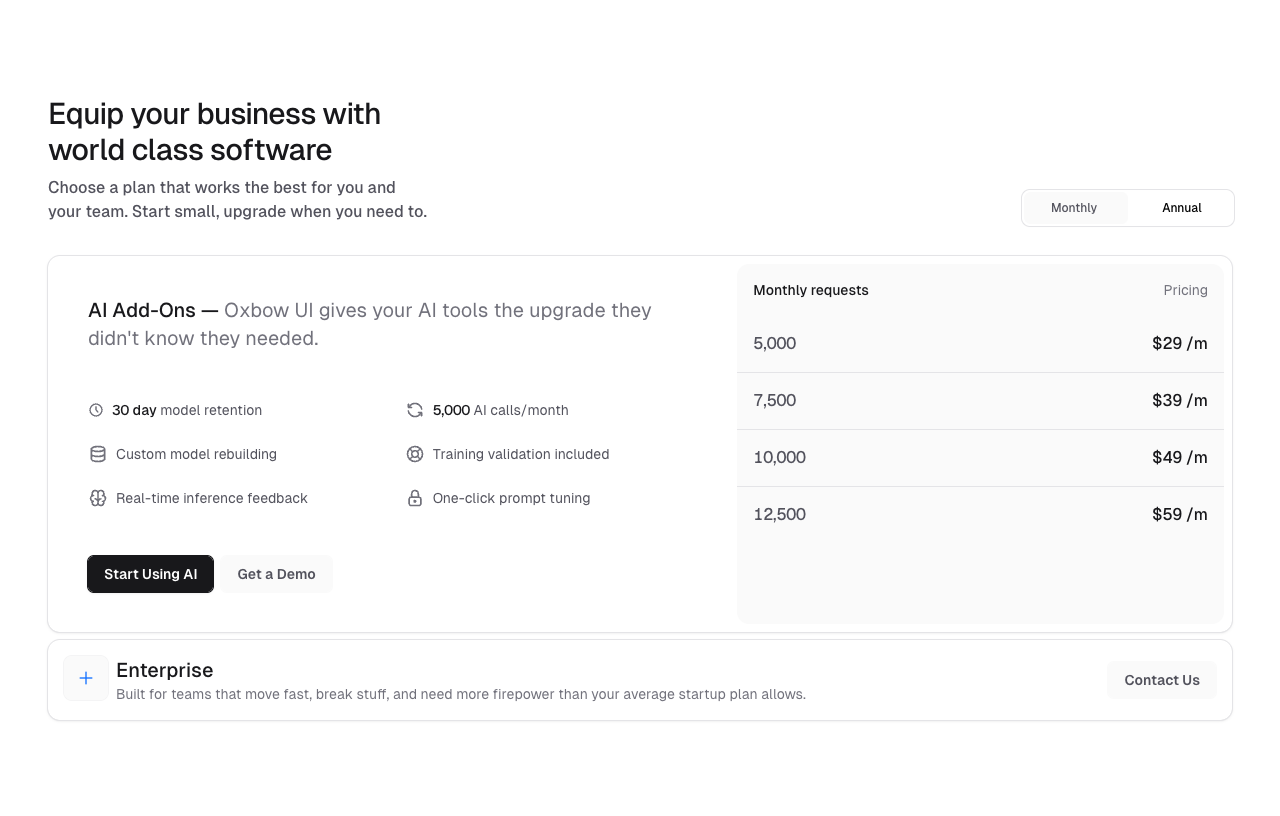 Equip your business with
world class software
Choose a plan that works the best for you and
your team. Start small, upgrade when you need to.
Monthly
Annual
AI Add-Ons — Oxbow UI gives your AI tools the upgrade they
didn't know they needed.
30 day model retention
5,000 AI calls/month
Custom model rebuilding
Training validation included
Real-time inference feedback
One-click prompt tuning
Start Using AI
Get a Demo
Monthly requests
Pricing
5,000
$29 /m
7,500
$39 /m
10,000
$49 /m
12,500
$59 /m
Enterprise
Built for teams that move fast, break stuff, and need more firepower than your average startup plan allows.
Contact Us